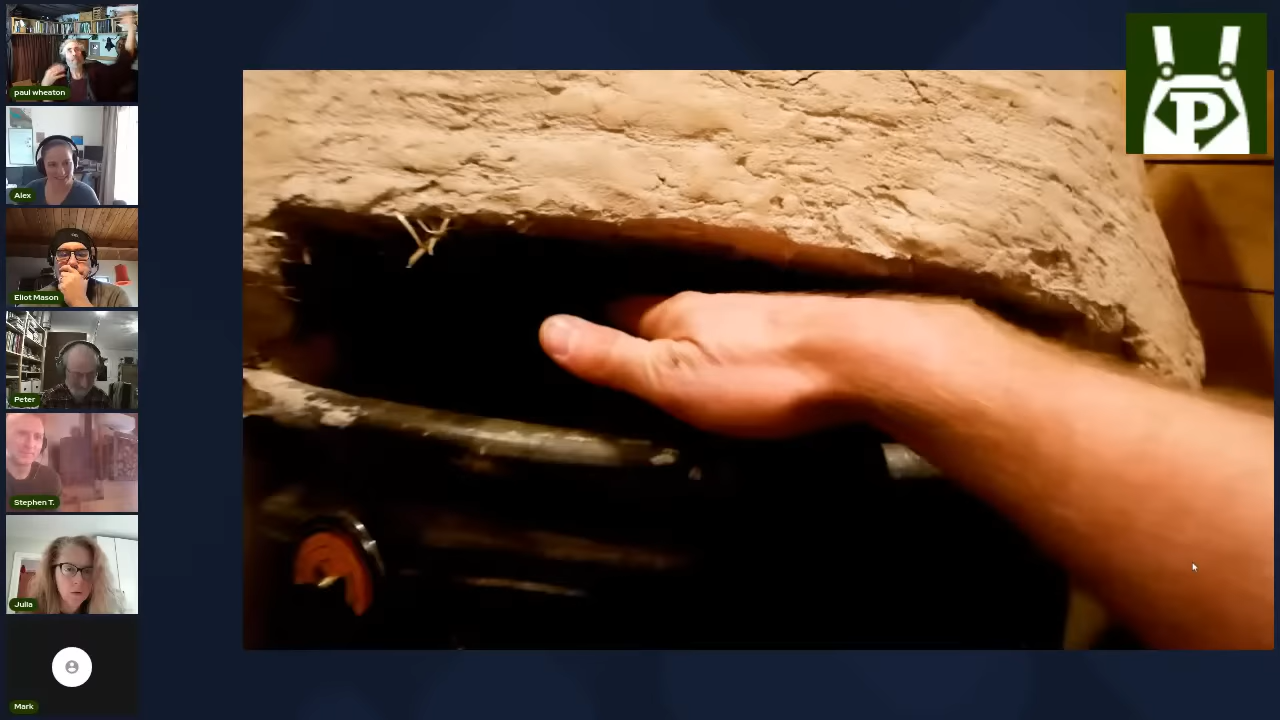 paul wheaton
Alex
Eliot Mason
Peter
Stephen T.
Julia
Mark
P